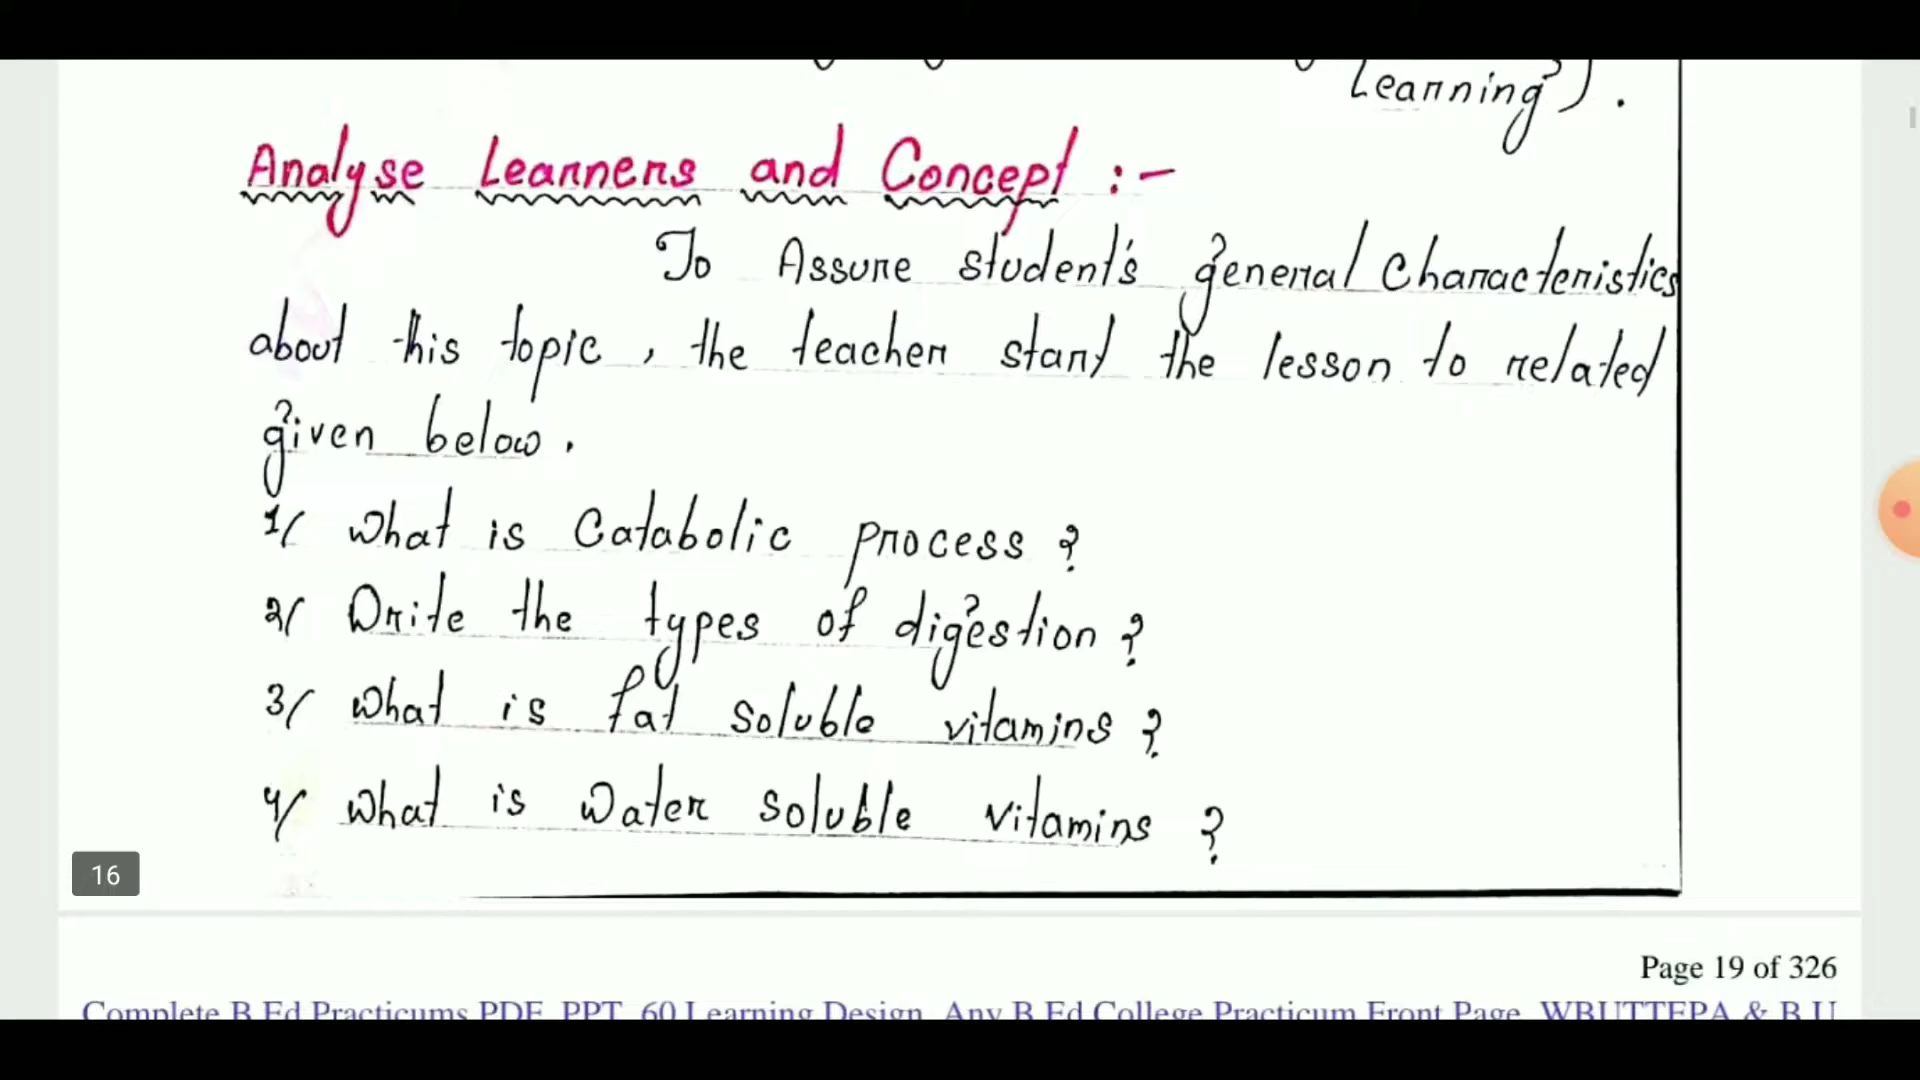 Learning).
Analyse Learners and Concept :-
To Assure student's general Characteristics
about this topic, the teacher start the lesson to related
given below.
1/ What is Catabolic process ?
2/ Write the types of digestion ?
3/ What is fat soluble vitamins ?
4/ What is Water soluble vitamins ?
16
Page 19 of 326
Complete B Ed Practicums PDF, PPT, 60 Learning Design, Any B Ed College Practicum Front Page, WBUTTEPA & B U